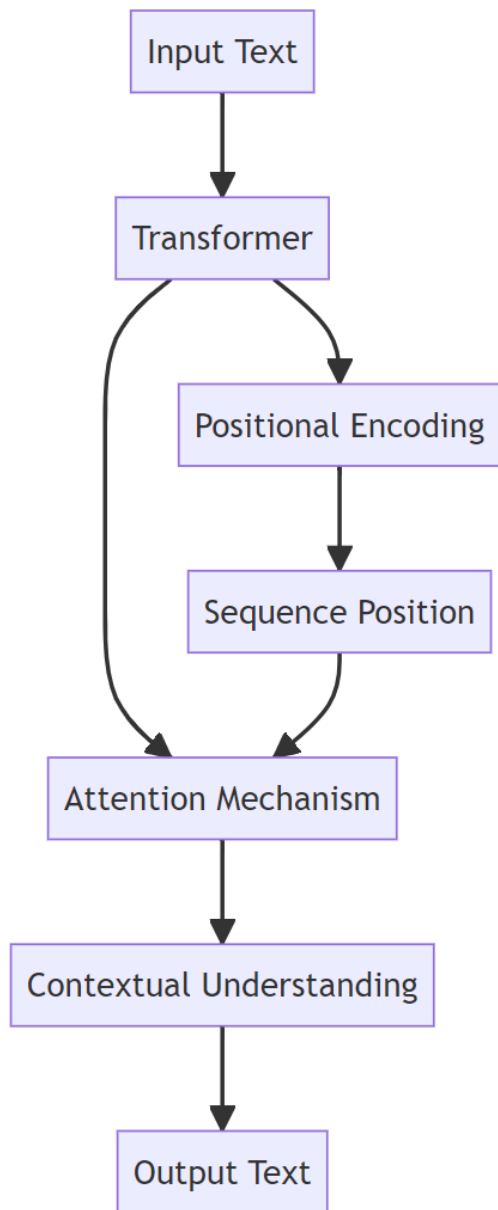 Input Text
Transformer
Positional Encoding
Sequence Position
Attention Mechanism
Contextual Understanding
Output Text